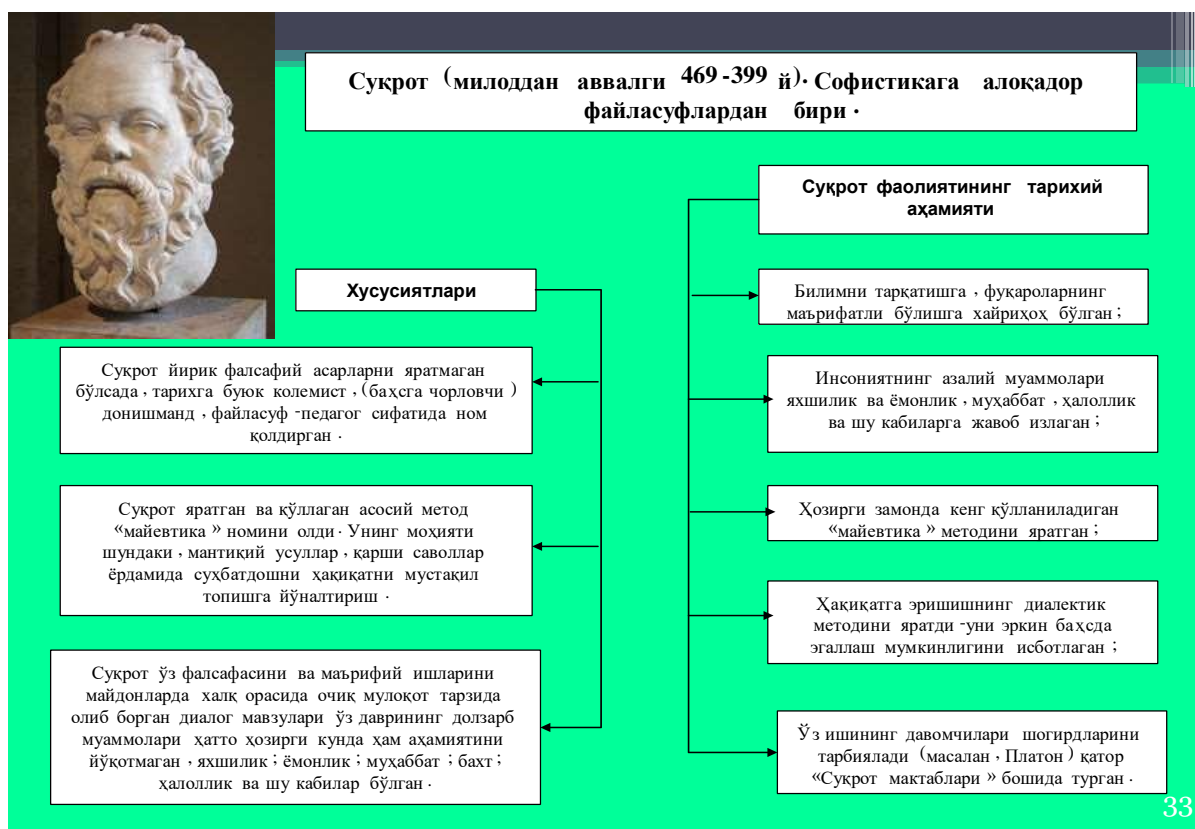 Суқрот (милоддан аввалги 469-399 й). Софистикага алоқадор
файласуфлардан бири.
Хусусиятлари
Суқрот йирик фалсафий асарларни яратмаган
бўлсада, тарихга буюк колемист, (баҳсга чорловчи)
донишманд, файласуф-педагог сифатида ном
қолдирган.
Суқрот яратган ва қўллаган асосий метод
«майевтика» номини олди. Унинг моҳияти
шундаки, мантиқий усуллар, қарши саволлар
ёрдамида суҳбатдошни ҳақиқатни мустақил
топишга йўналтириш.
Суқрот ўз фалсафасини ва маърифий ишларини
майдонларда халқ орасида очиқ мулоқот тарзида
олиб борган диалог мавзулари ўз даврининг долзарб
муаммолари ҳатто ҳозирги кунда ҳам аҳамиятини
йўқотмаган, яхшилик; ёмонлик; муҳаббат; бахт;
ҳалоллик ва шу кабилар бўлган.
Суқрот фаолиятининг тарихий
аҳамияти
Билимни тарқатишга, фуқароларнинг
маърифатли бўлишга хайриҳоҳ бўлган;
Инсониятнинг азалий муаммолари
яхшилик ва ёмонлик, муҳаббат, ҳалоллик
ва шу кабиларга жавоб излаган;
Ҳозирги замонда кенг қўлланиладиган
«майевтика» методини яратган;
Ҳақиқатга эришишнинг диалектик
методини яратди-уни эркин баҳсда
эгаллаш мумкинлигини исботлаган;
Ўз ишининг давомчилари шогирдларини
тарбиялади (масалан, Платон) қатор
«Суқрот мактаблари» бошида турган.
33